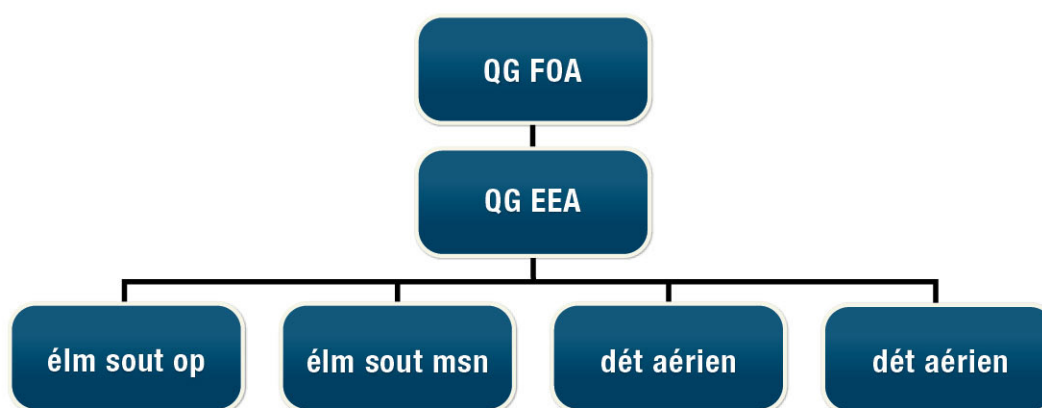 QG FOA
QG EEA
élm sout op
élm sout msn
dét aérien
dét aérien